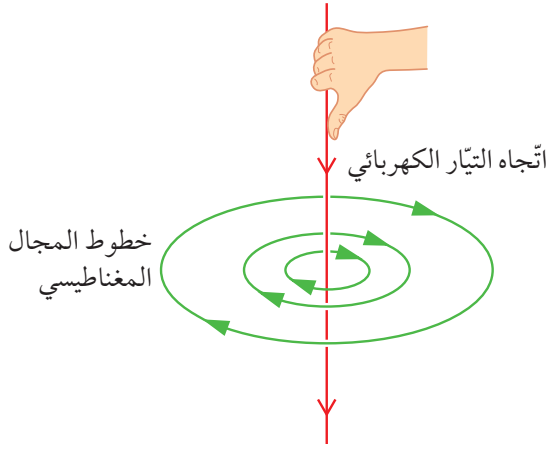 اتّجاه التيّار الكهربائي
خطوط المجال
المغناطيسي